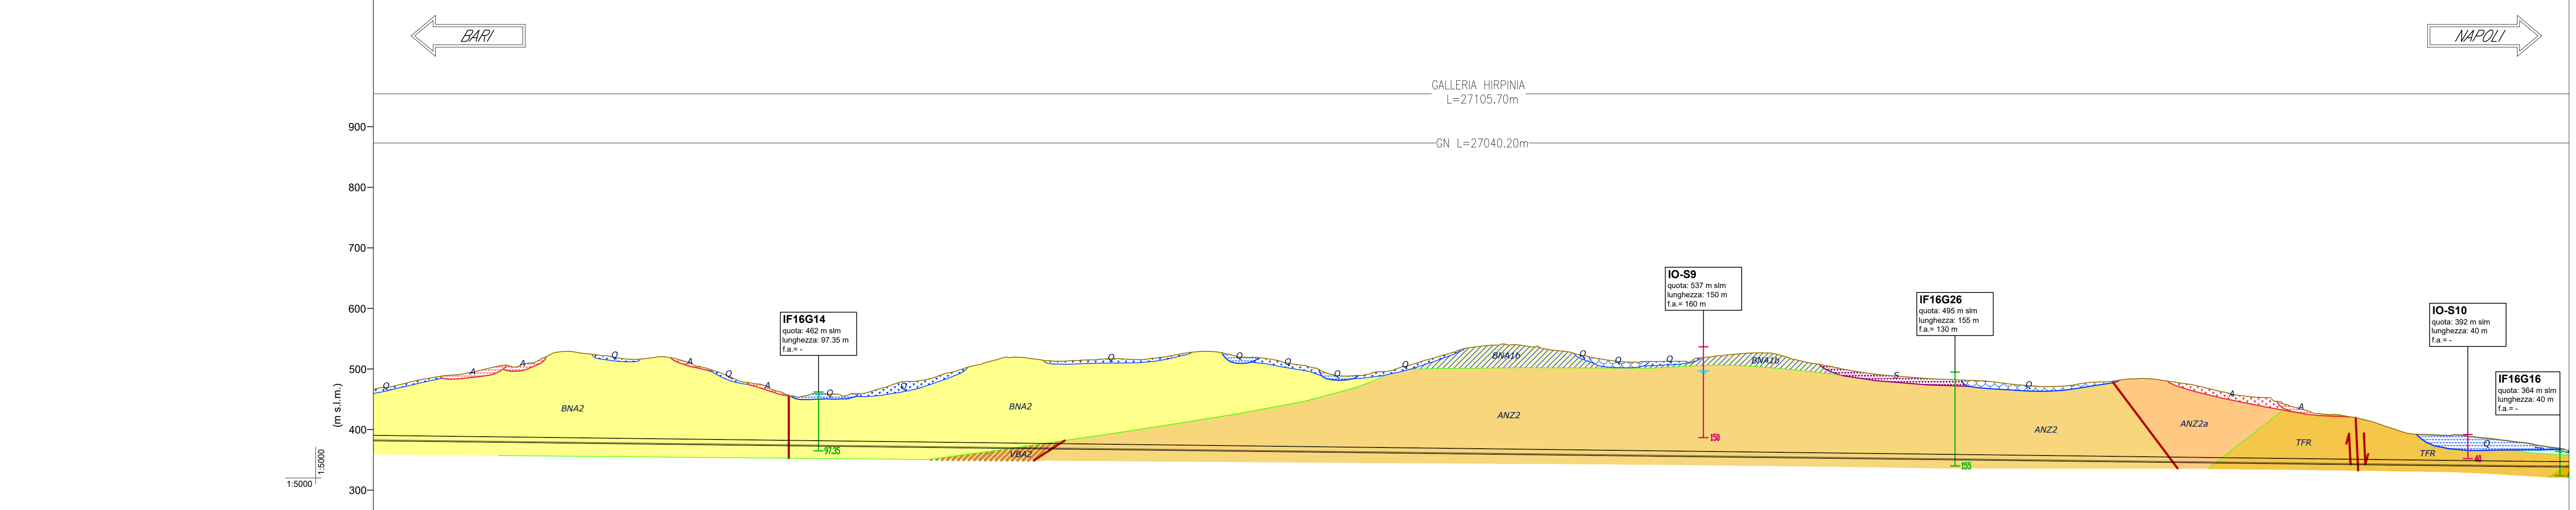 BARI
NAPOLI
GALLERIA HIRPINIA
L=27105.70m
GN L=27040.20m
900
800
700
600
500
400
300
(m s.l.m.)
1:5000
1:5000
IF16G14
quota: 462 m slm
lunghezza: 97.35 m
f.a.= -
IO-S9
quota: 537 m slm
lunghezza: 150 m
f.a.= 160 m
IF16G26
quota: 495 m slm
lunghezza: 155 m
f.a.= 130 m
IO-S10
quota: 392 m slm
lunghezza: 40 m
f.a.= -
IF16G16
quota: 364 m slm
lunghezza: 40 m
f.a.= -
Q
A
A
Q
A
Q
A
Q
Q
Q
Q
Q
Q
Q
BNA1b
Q
Q
Q
BNA1b
S
Q
A
A
Q
BNA2
BNA2
VBA2
ANZ2
ANZ2
ANZ2a
TFR
TFR
97.35
150
155
40